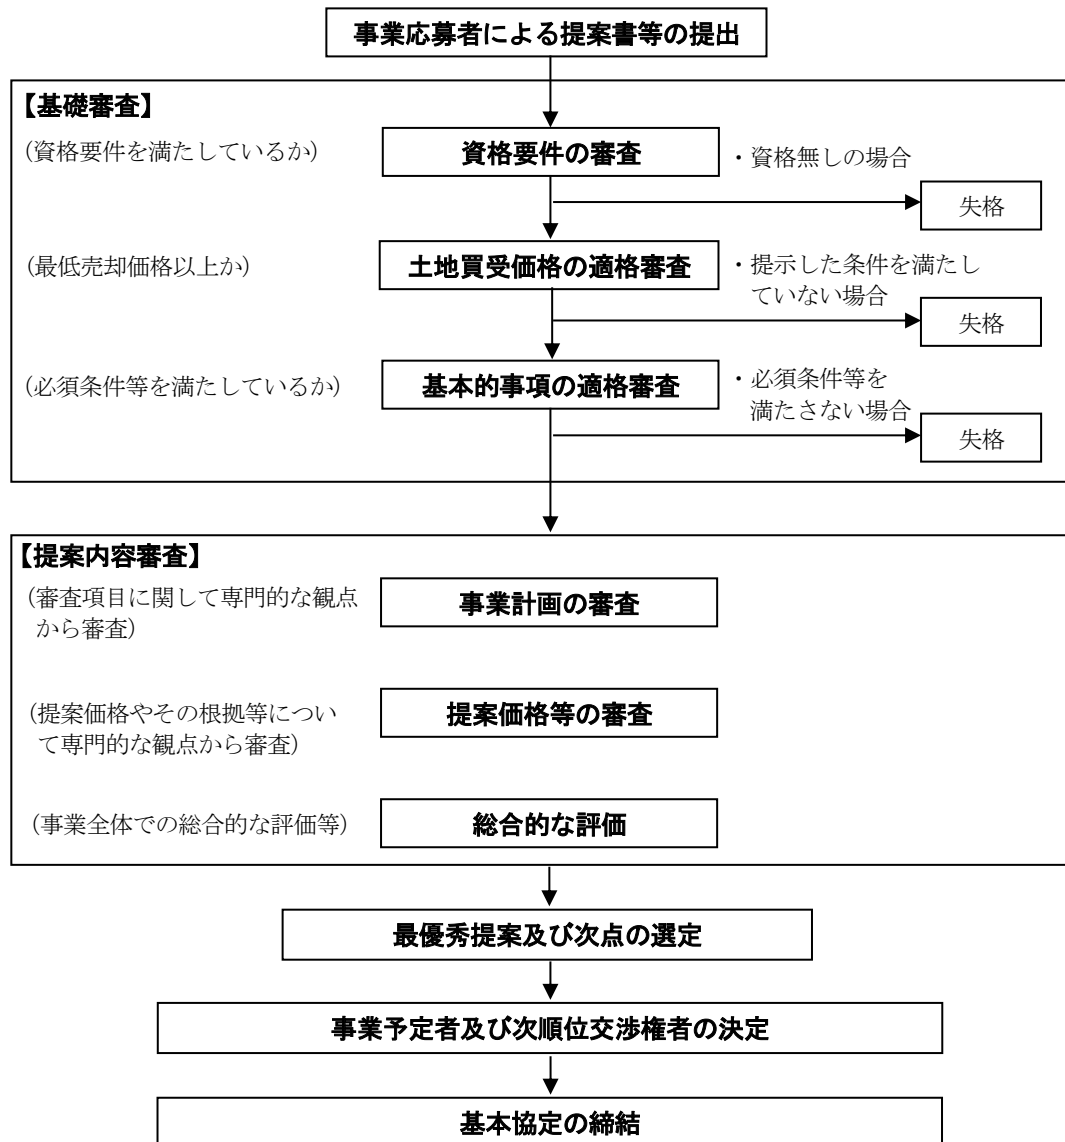 事業応募者による提案書等の提出
【基礎審査】
(資格要件を満たしているか)
資格要件の審査
・資格無しの場合
失格
(最低売却価格以上か)
土地買受価格の適格審査
・提示した条件を満たし
ていない場合
失格
(必須条件等を満たしているか)
基本的事項の適格審査
・必須条件等を
満たさない場合
失格
【提案内容審査】
(審査項目に関して専門的な観点
から審査)
事業計画の審査
(提案価格やその根拠等につい
て専門的な観点から審査)
提案価格等の審査
(事業全体での総合的な評価等)
総合的な評価
最優秀提案及び次点の選定
事業予定者及び次順位交渉権者の決定
基本協定の締結